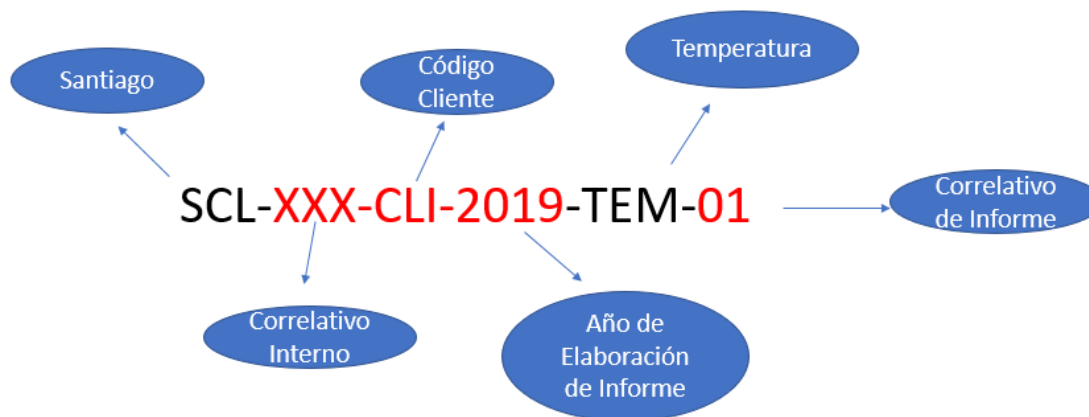 Temperatura
Santiago
Código
Cliente
SCL-XXX-CLI-2019-TEM-01
Correlativo
de Informe
Correlativo
Interno
Año de
Elaboración
de Informe